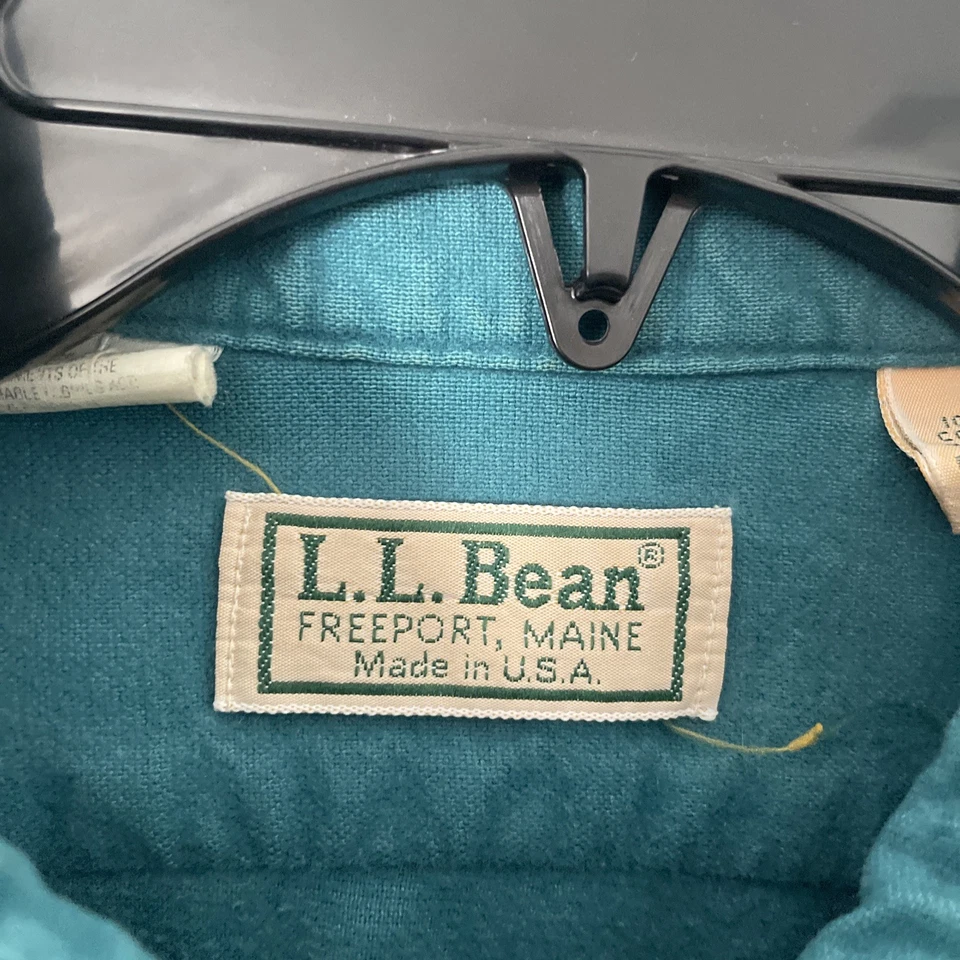 L.L. Bean®
FREEPORT, MAINE
Made in U.S.A.